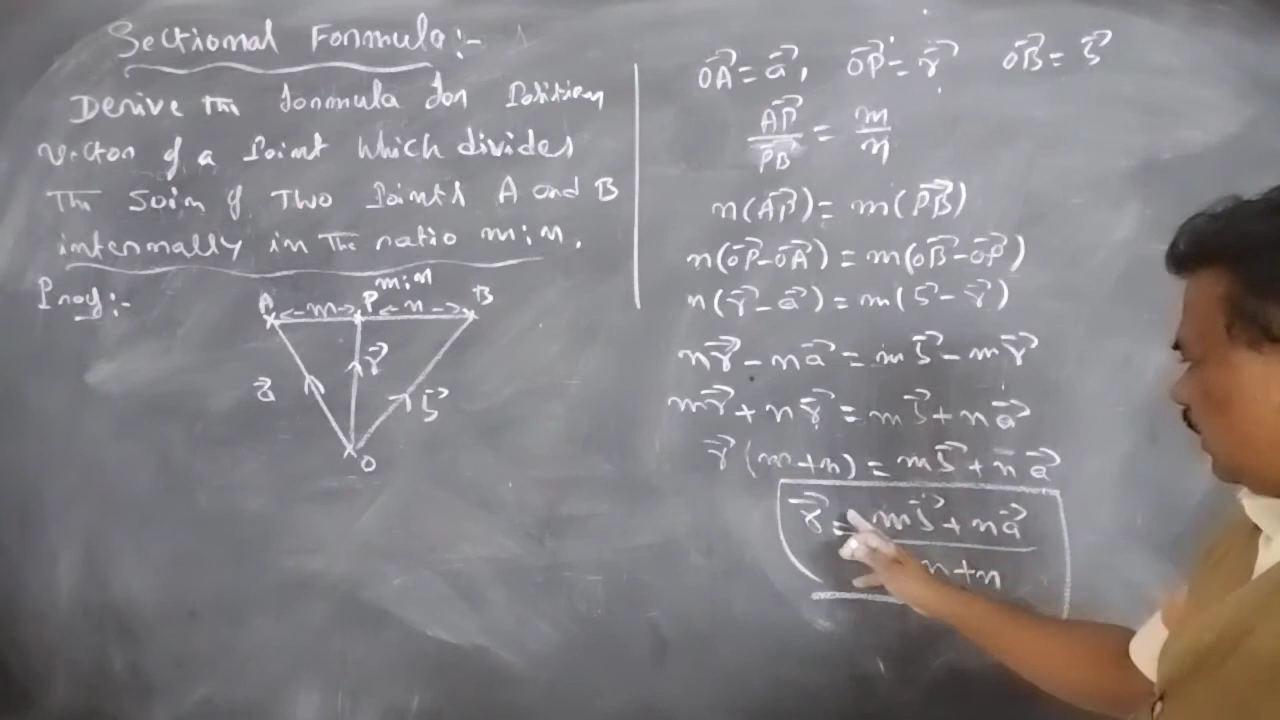 Sectional Formula:-
Derive the formula for Position
vector of a Point which divides
The Join of Two Points A and B
internally in The ratio m:n.
Proof:-
m:n
A <-m-> P <-n-> B
a⃗ r⃗ b⃗
O
OA⃗ = a⃗, OP⃗ = r⃗ OB⃗ = b⃗
AP⃗/PB⃗ = m/n
n(AP⃗) = m(PB⃗)
n(OP⃗-OA⃗) = m(OB⃗-OP⃗)
n(r⃗-a⃗) = m(b⃗-r⃗)
nr⃗ - na⃗ = mb⃗ - mr⃗
mr⃗ + nr⃗ = mb⃗ + na⃗
r⃗(m+n) = mb⃗ + na⃗
r⃗ = mb⃗ + na⃗
+n